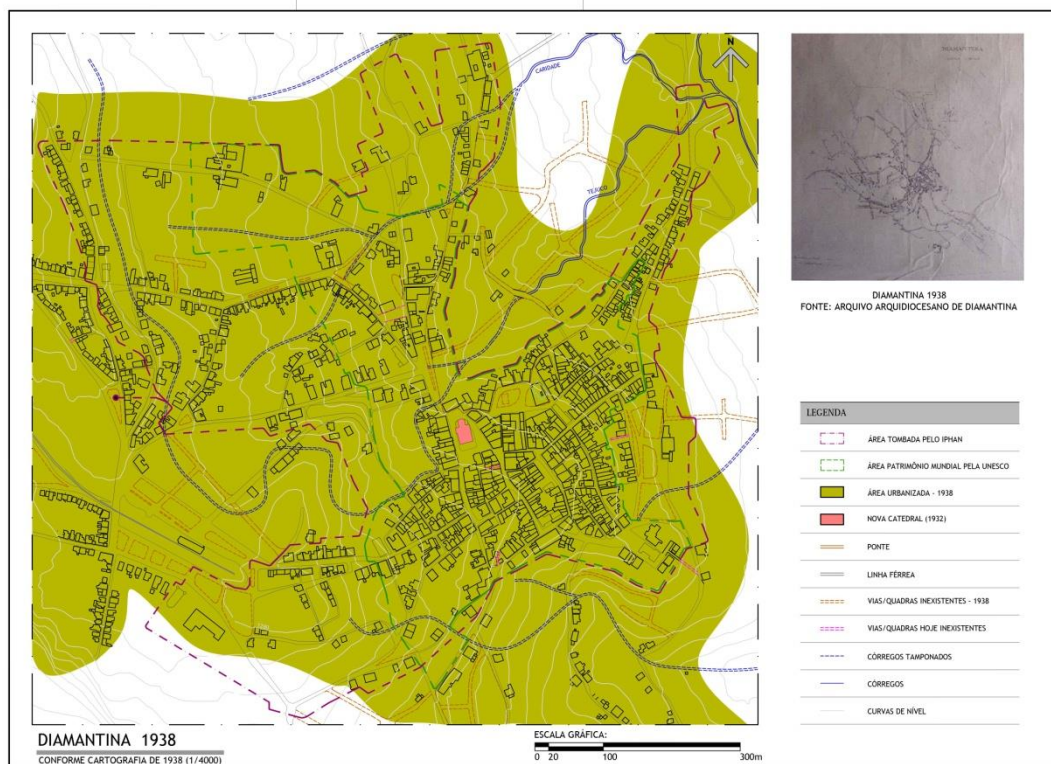 N
CARIDADE
TEJUCO
DIAMANTINA 1938
FONTE: ARQUIVO ARQUIDIOCESANO DE DIAMANTINA
LEGENDA
ÁREA TOMBADA PELO IPHAN
ÁREA PATRIMÔNIO MUNDIAL PELA UNESCO
ÁREA URBANIZADA - 1938
NOVA CATEDRAL (1932)
PONTE
LINHA FÉRREA
VIAS/QUADRAS INEXISTENTES - 1938
VIAS/QUADRAS HOJE INEXISTENTES
CÓRREGOS TAMPONADOS
CÓRREGOS
CURVAS DE NÍVEL
DIAMANTINA 1938
CONFORME CARTOGRAFIA DE 1938 (1/4000)
ESCALA GRÁFICA:
0 20 100 300m